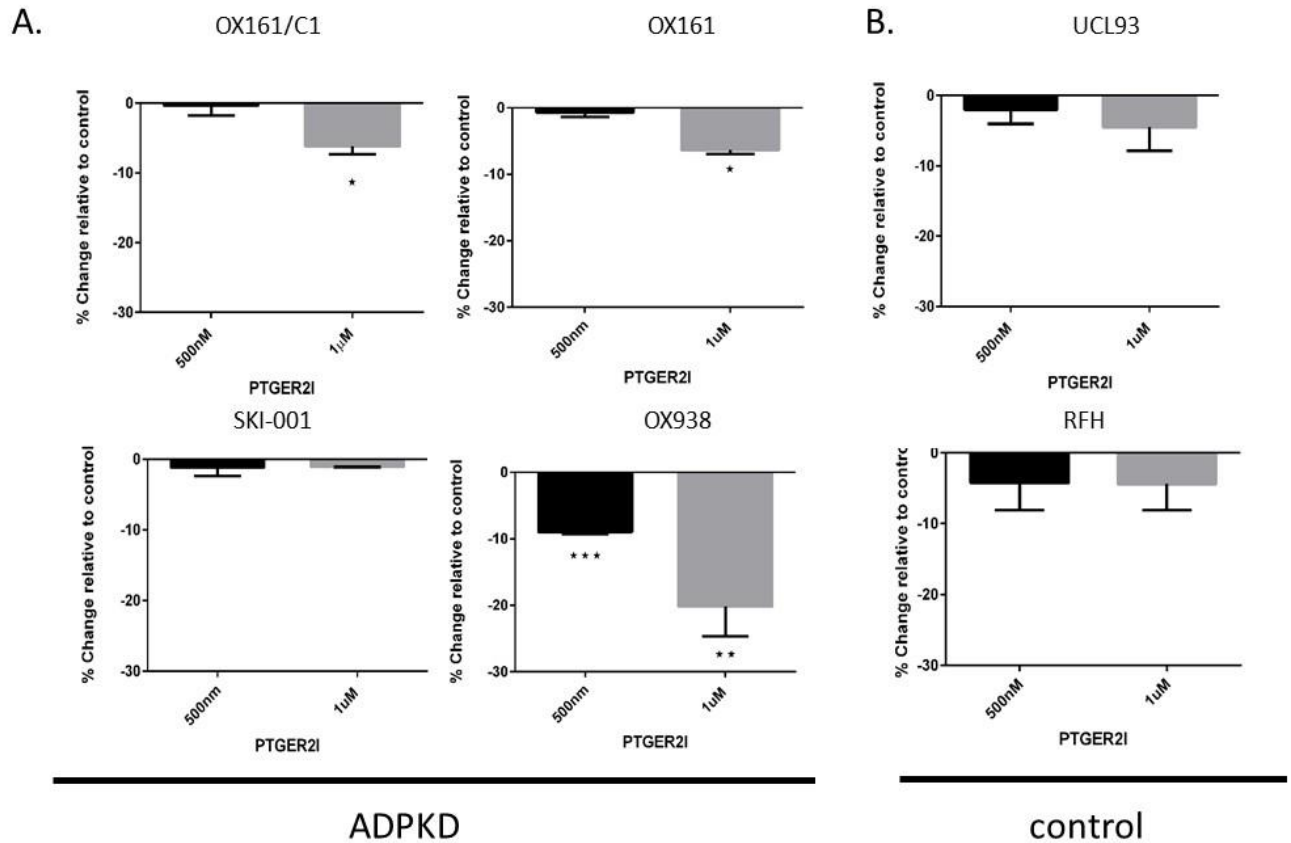 A.
OX161/C1
% Change relative to control
0
-10
-20
-30
*
500nM
1μM
PTGER2I
OX161
% Change relative to control
0
-10
-20
-30
*
500nm
1uM
PTGER2I
B.
UCL93
% Change relative to control
0
-10
-20
-30
500nM
1uM
PTGER2I
SKI-001
% Change relative to control
0
-10
-20
-30
500nm
1uM
PTGER2I
OX938
% Change relative to control
0
-10
-20
-30
***
**
500nm
1uM
PTGER2I
RFH
% Change relative to contrc
0
-10
-20
-30
500nM
1uM
PTGER2I
ADPKD
control